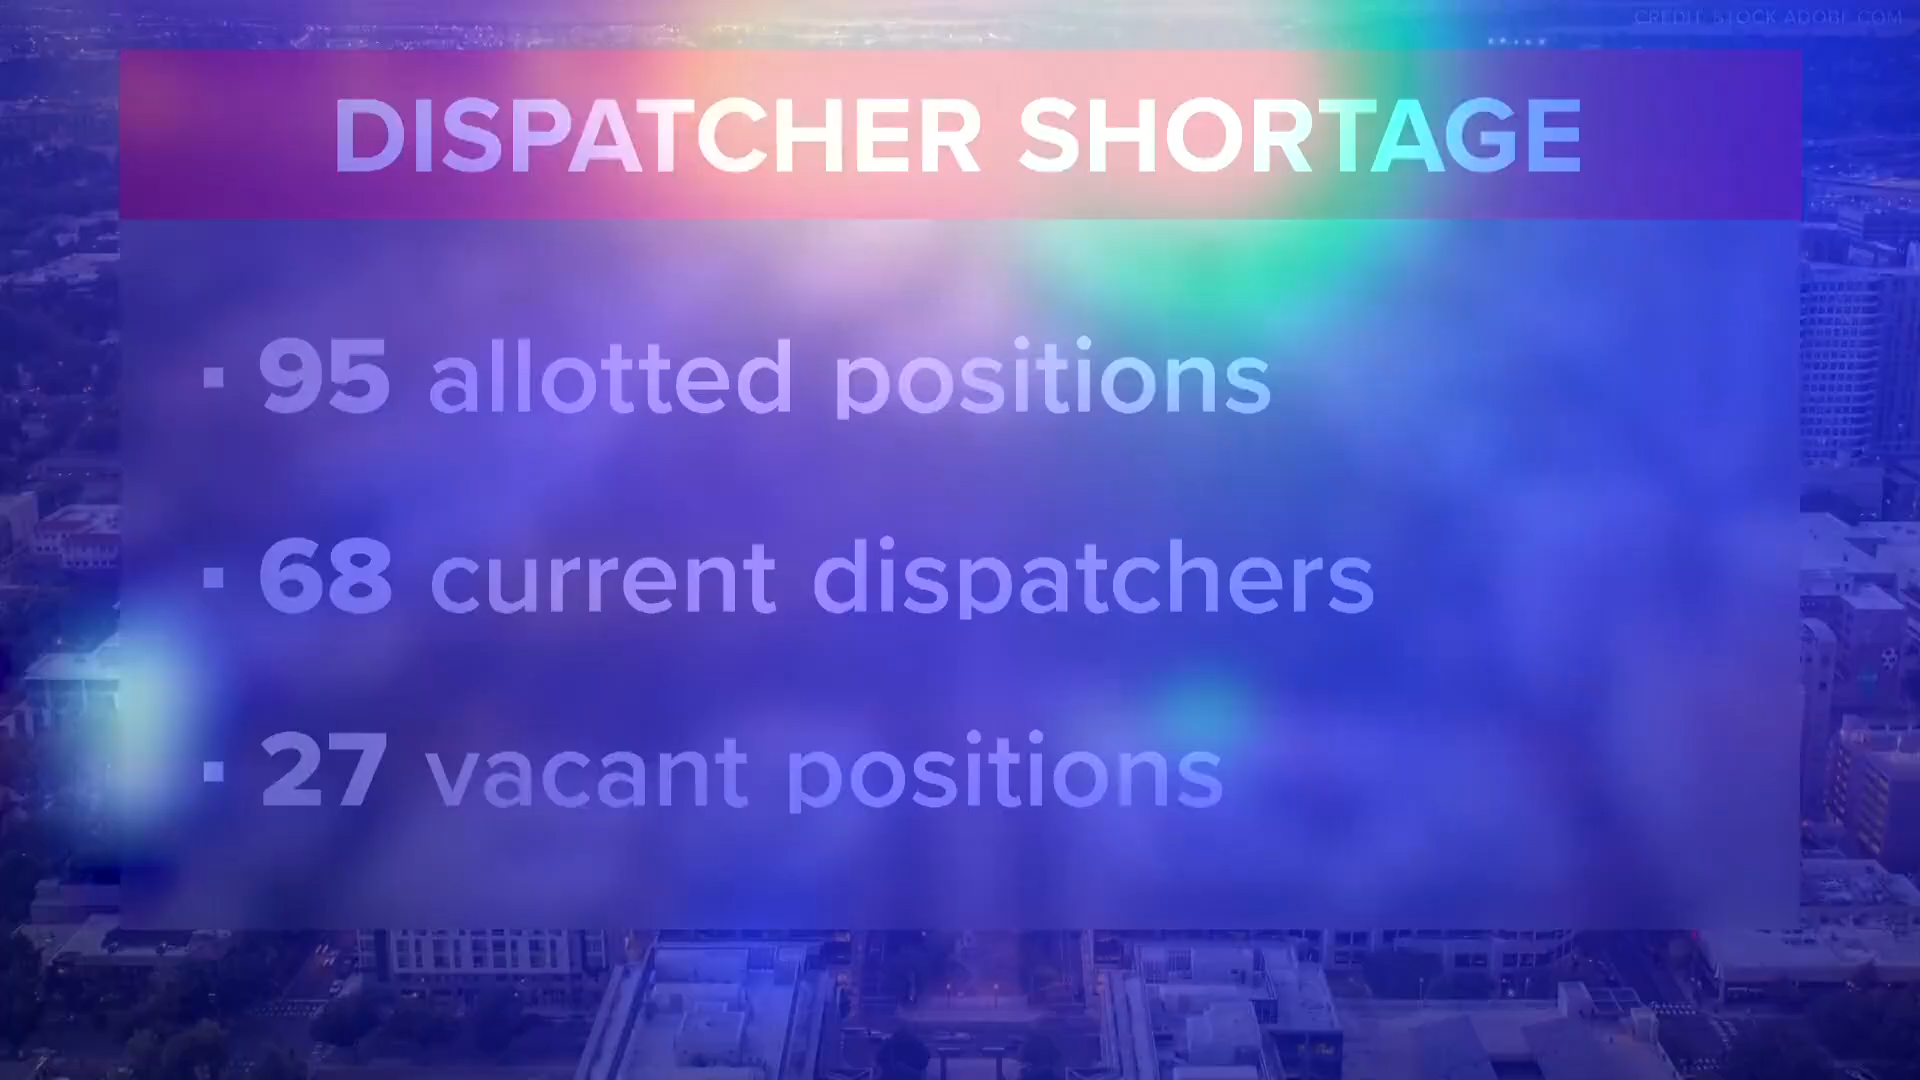 CREDIT: STOCK.ADOBE.COM
DISPATCHER SHORTAGE
▪ 95 allotted positions
▪ 68 current dispatchers
▪ 27 vacant positions